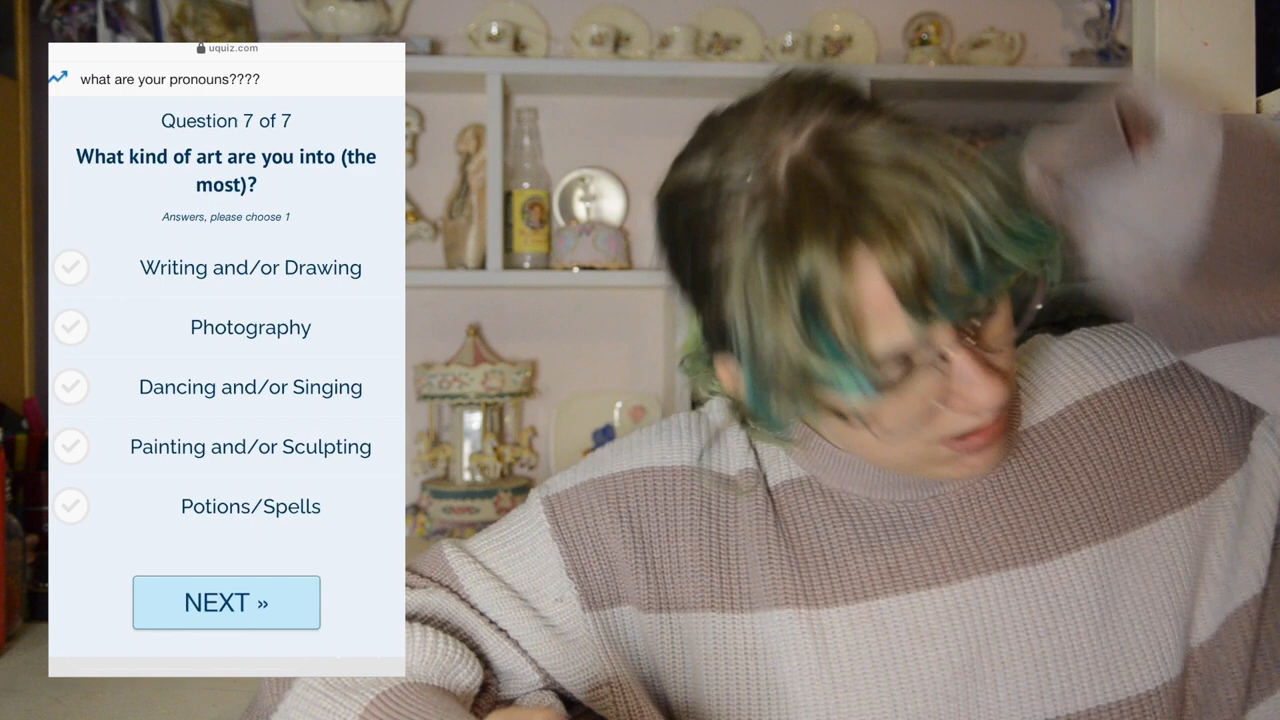 uquiz.com
what are your pronouns????
Question 7 of 7
What kind of art are you into (the
most)?
Answers, please choose 1
Writing and/or Drawing
Photography
Dancing and/or Singing
Painting and/or Sculpting
Potions/Spells
NEXT »